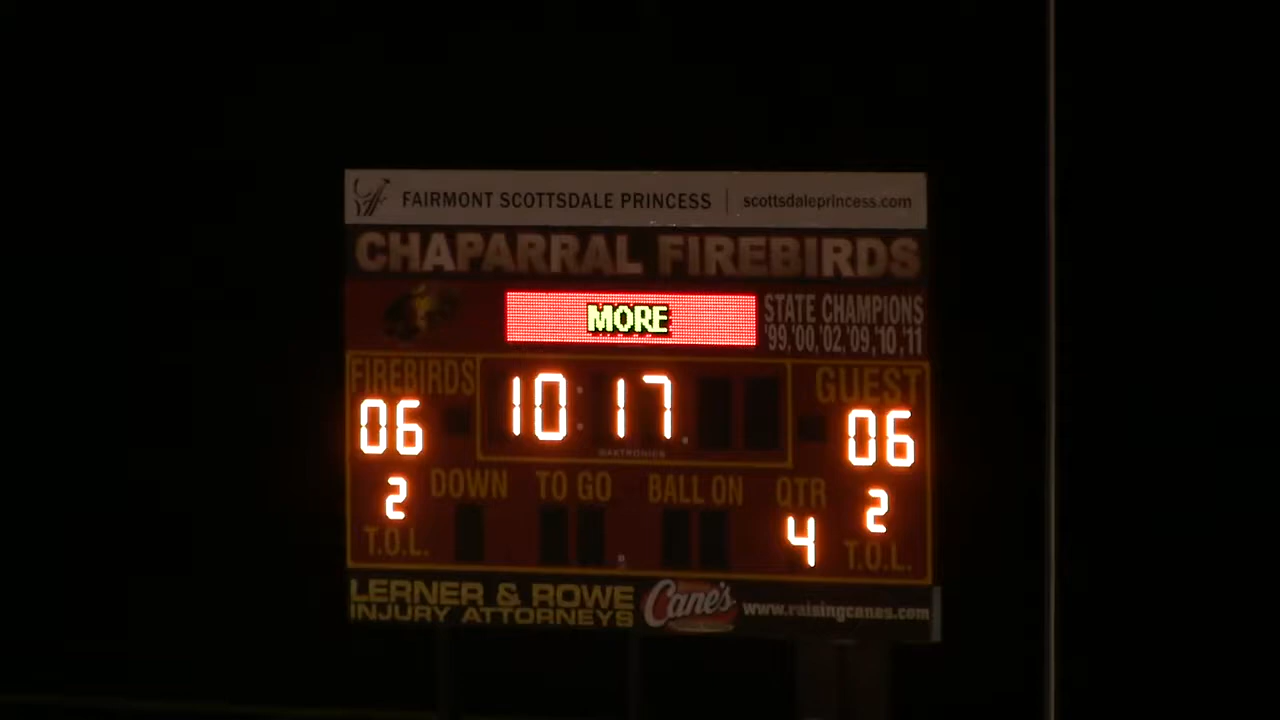 FAIRMONT SCOTTSDALE PRINCESS | scottsdaleprincess.com
CHAPARRAL FIREBIRDS
MORE
STATE CHAMPIONS
'99,'00,'02,'09,'10,'11
FIREBIRDS 10:17 GUEST
06 06
DAKTRONICS
2 DOWN TO GO BALL ON QTR 2
T.O.L. 4 T.O.L.
LERNER & ROWE
INJURY ATTORNEYS
Cane's www.raisingcanes.com